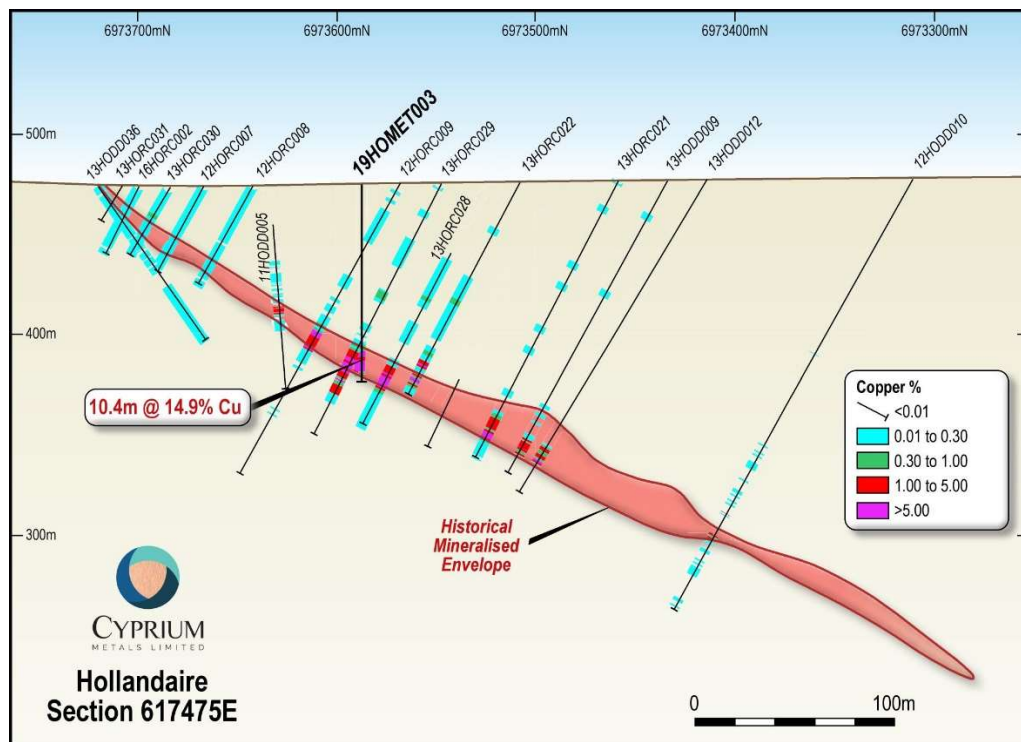 6973700mN
6973600mN
6973500mN
6973400mN
6973300mN
500m
400m
300m
13HODD036
13HORC031
16HORC002
13HORC030
12HORC007
12HORC008
11HODD005
19HOMET003
12HORC009
13HORC029
13HORC028
13HORC022
13HORC021
13HODD009
13HODD012
12HODD010
10.4m @ 14.9% Cu
Historical
Mineralised
Envelope
Copper %
<0.01
0.01 to 0.30
0.30 to 1.00
1.00 to 5.00
>5.00
CYPRIUM
METALS LIMITED
Hollandaire
Section 617475E
0
100m